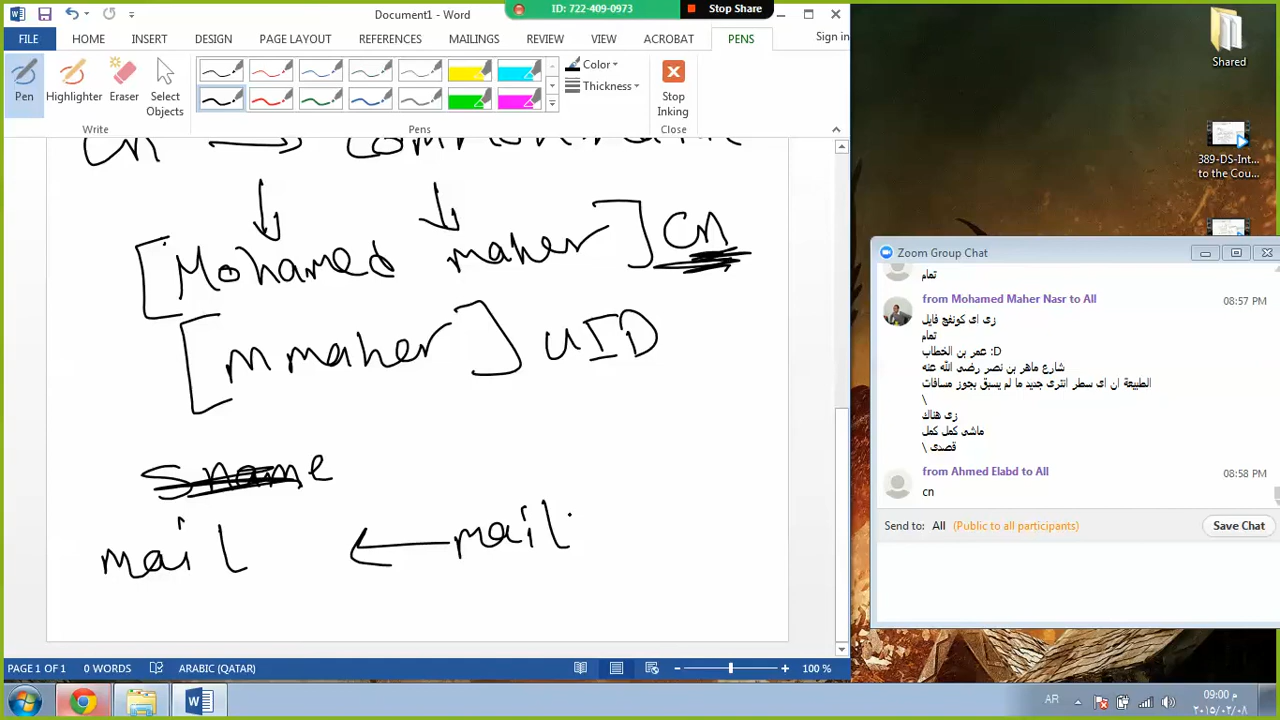 Document1 - Word
ID: 722-409-0973
Stop Share
FILE HOME INSERT DESIGN PAGE LAYOUT REFERENCES MAILINGS REVIEW VIEW ACROBAT PENS Sign in
Pen Highlighter Eraser Select Objects
Color
Thickness
Stop Inking
Write Pens Close
cn → common name
[Mohamed maher] cn
[mmaher] UID
sname
mail ← mail
PAGE 1 OF 1 0 WORDS ARABIC (QATAR) 100 %
Shared
389-DS-Int...
to the Cou...
Zoom Group Chat
تمام
from Mohamed Maher Nasr to All 08:57 PM
زى اى كونفج فايل
تمام
عمر بن الخطاب :D
شارع ماهر بن نصر رضى الله عنه
الطبيعة ان اى سطر انترى جديد ما لم يسبق بجوز مسافات
\
زى هناك
ماشى كمل كمل
قصدى \
from Ahmed Elabd to All 08:58 PM
cn
Send to: All (Public to all participants) Save Chat
AR
09:00 م
٢٠١٥/٠٢/٠٨